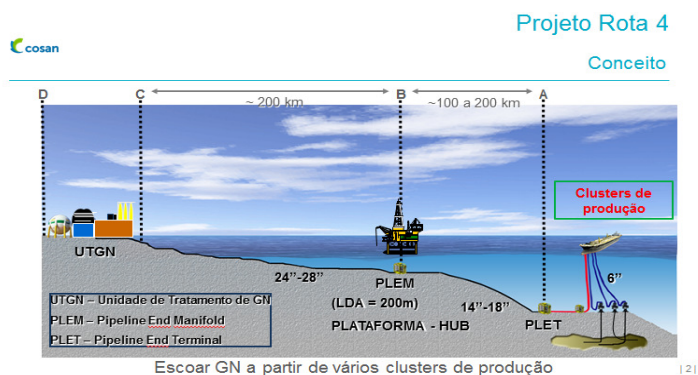 Projeto Rota 4
cosan
Conceito
D C B A
~ 200 km ~100 a 200 km
Clusters de
produção
UTGN
24”-28”
PLEM
6”
(LDA = 200m)
14”-18”
PLATAFORMA - HUB
PLET
UTGN – Unidade de Tratamento de GN
PLEM – Pipeline End Manifold
PLET – Pipeline End Terminal
Escoar GN a partir de vários clusters de produção
| 2 |